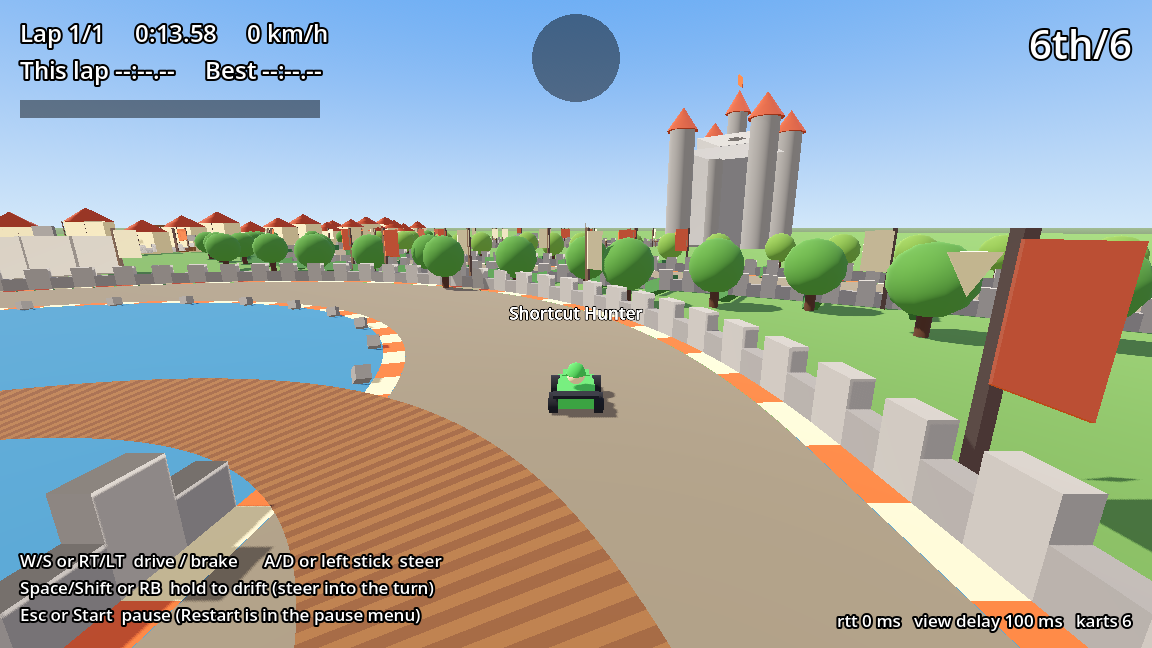 Lap 1/1 0:13.58 0 km/h
6th/6
This lap --:--.-- Best --:--.--
Shortcut Hunter
W/S or RT/LT drive / brake A/D or left stick steer
Space/Shift or RB hold to drift (steer into the turn)
Esc or Start pause (Restart is in the pause menu)
rtt 0 ms view delay 100 ms karts 6